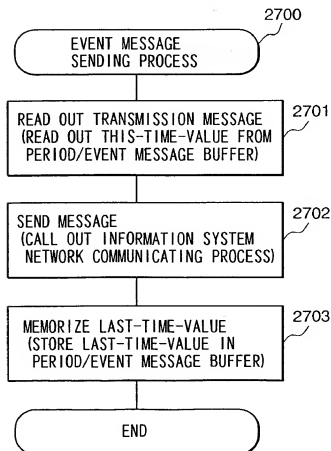 2700
EVENT MESSAGE
SENDING PROCESS
2701
READ OUT TRANSMISSION MESSAGE
(READ OUT THIS-TIME-VALUE FROM
PERIOD/EVENT MESSAGE BUFFER)
2702
SEND MESSAGE
(CALL OUT INFORMATION SYSTEM
NETWORK COMMUNICATING PROCESS)
2703
MEMORIZE LAST-TIME-VALUE
(STORE LAST-TIME-VALUE IN
PERIOD/EVENT MESSAGE BUFFER)
END